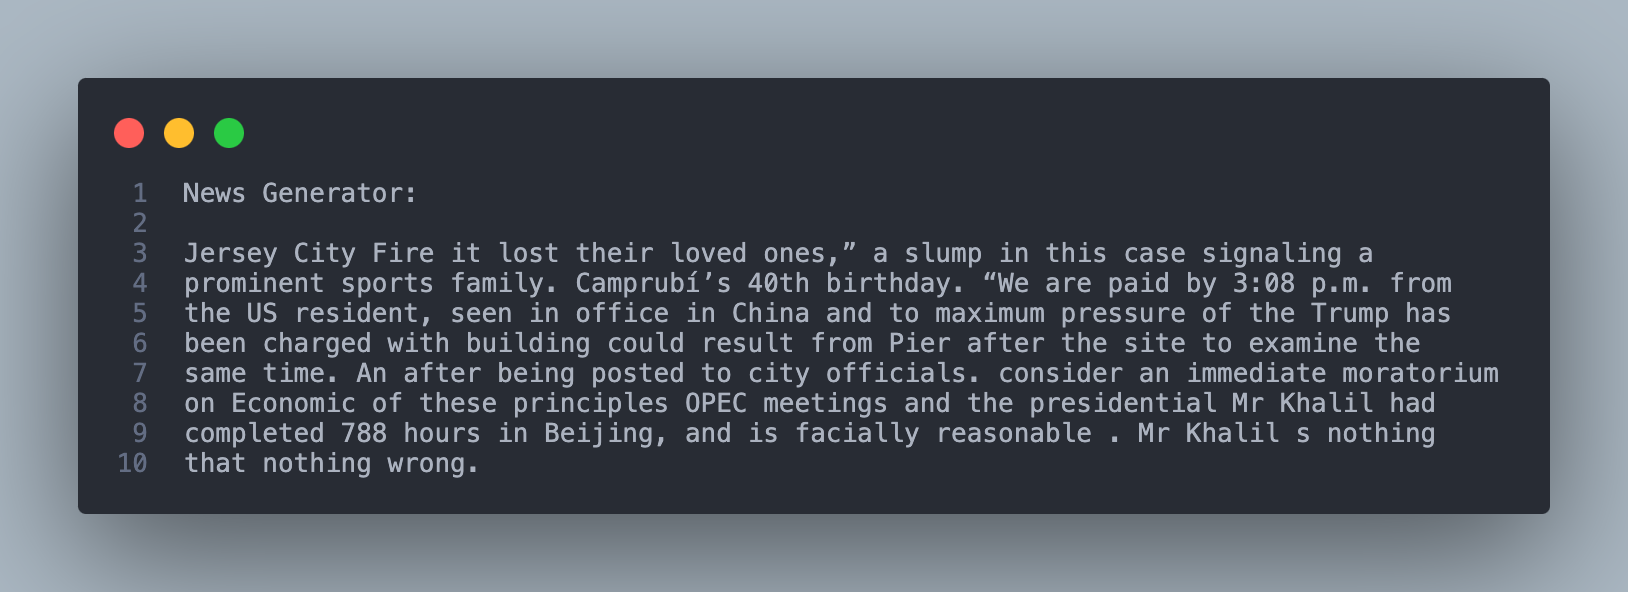 1 News Generator:
2
3 Jersey City Fire it lost their loved ones,” a slump in this case signaling a
4 prominent sports family. Camprubí’s 40th birthday. “We are paid by 3:08 p.m. from
5 the US resident, seen in office in China and to maximum pressure of the Trump has
6 been charged with building could result from Pier after the site to examine the
7 same time. An after being posted to city officials. consider an immediate moratorium
8 on Economic of these principles OPEC meetings and the presidential Mr Khalil had
9 completed 788 hours in Beijing, and is facially reasonable . Mr Khalil s nothing
10 that nothing wrong.